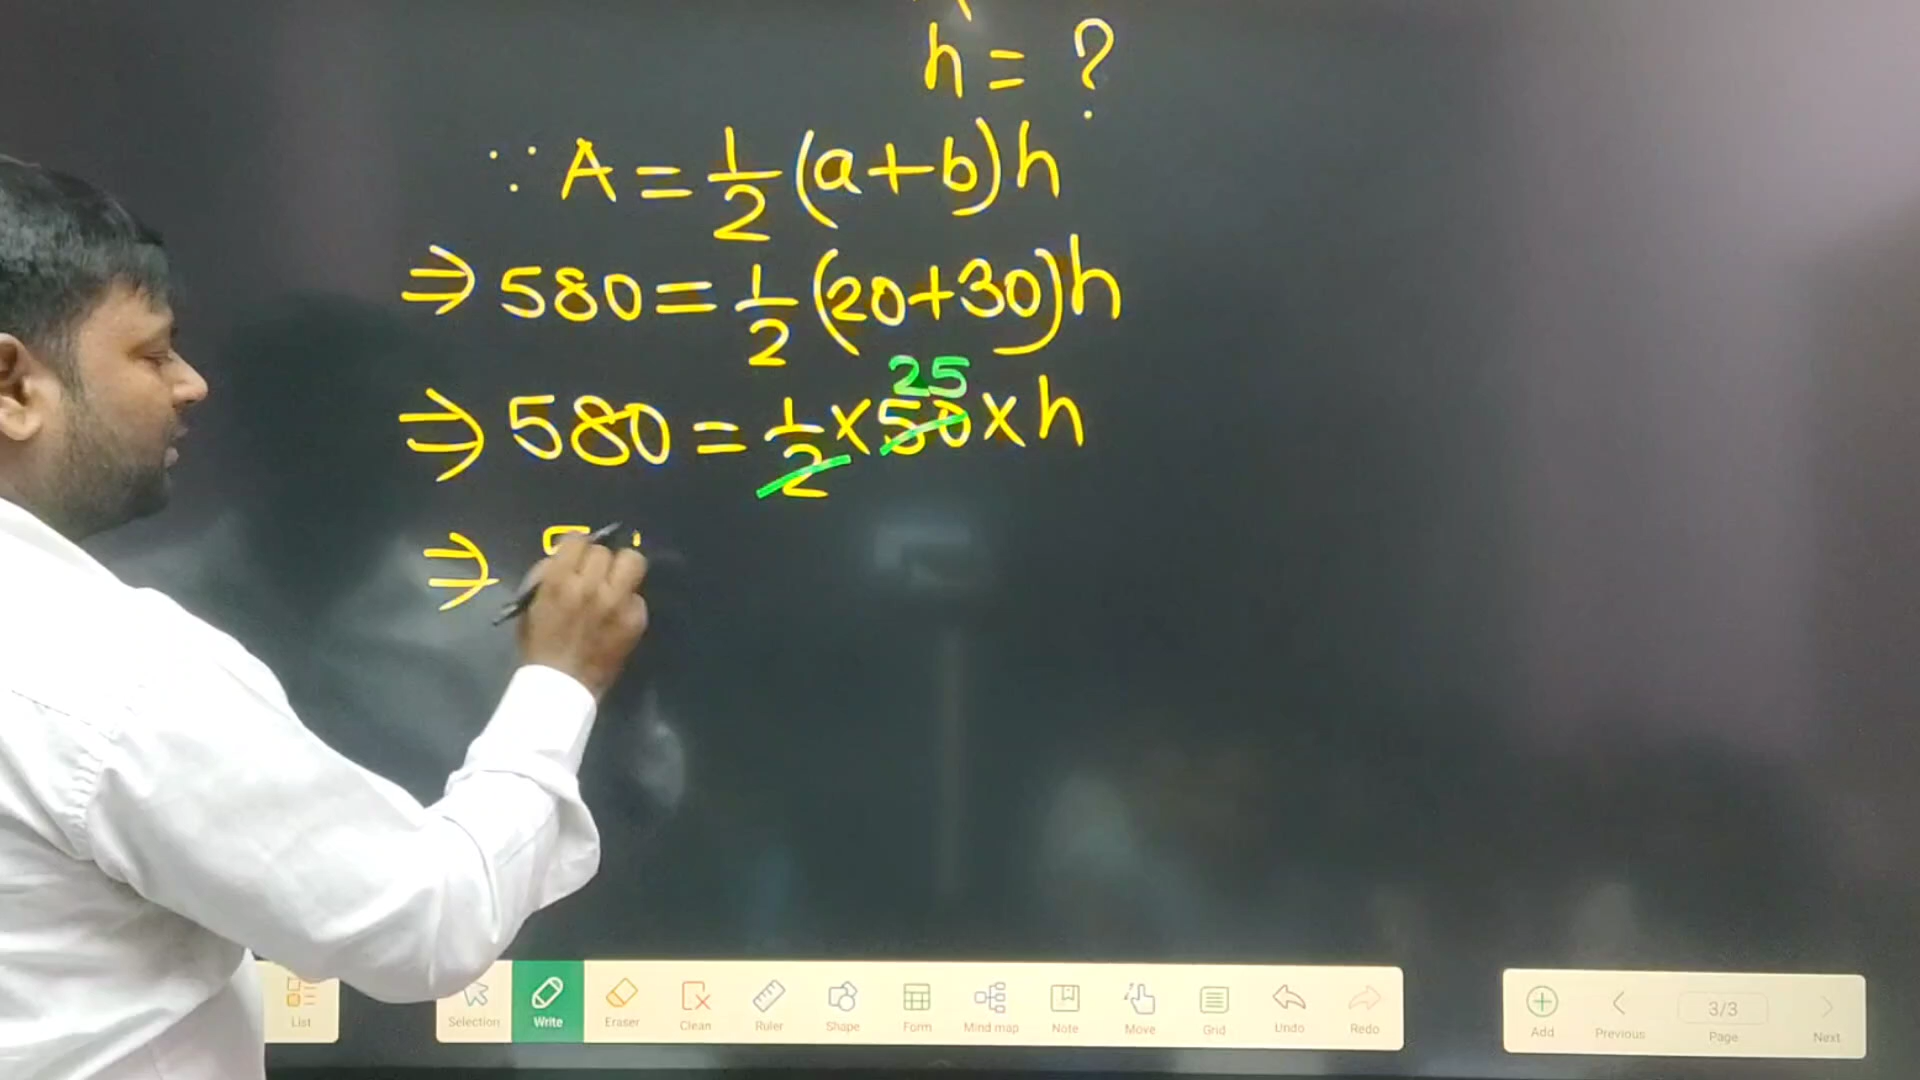 h = ?
∵ A = 1/2 (a+b)h
⇒ 580 = 1/2 (20+30)h
25
⇒ 580 = 1/2 × 50 × h
⇒ 5
List Selection Write Eraser Clean Ruler Shape Form Mind map Note Move Grid Undo Redo
Add Previous 3/3 Page Next